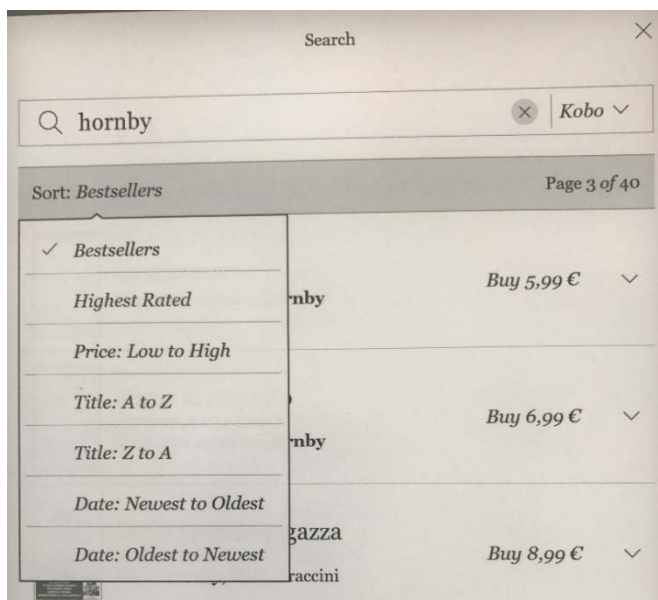 Search
hornby Kobo
Sort: Bestsellers Page 3 of 40
Bestsellers
Highest Rated
Price: Low to High
Title: A to Z
Title: Z to A
Date: Newest to Oldest
Date: Oldest to Newest
Buy 5,99 €
rnby
Buy 6,99 €
rnby
gazza
Buy 8,99 €
raccini